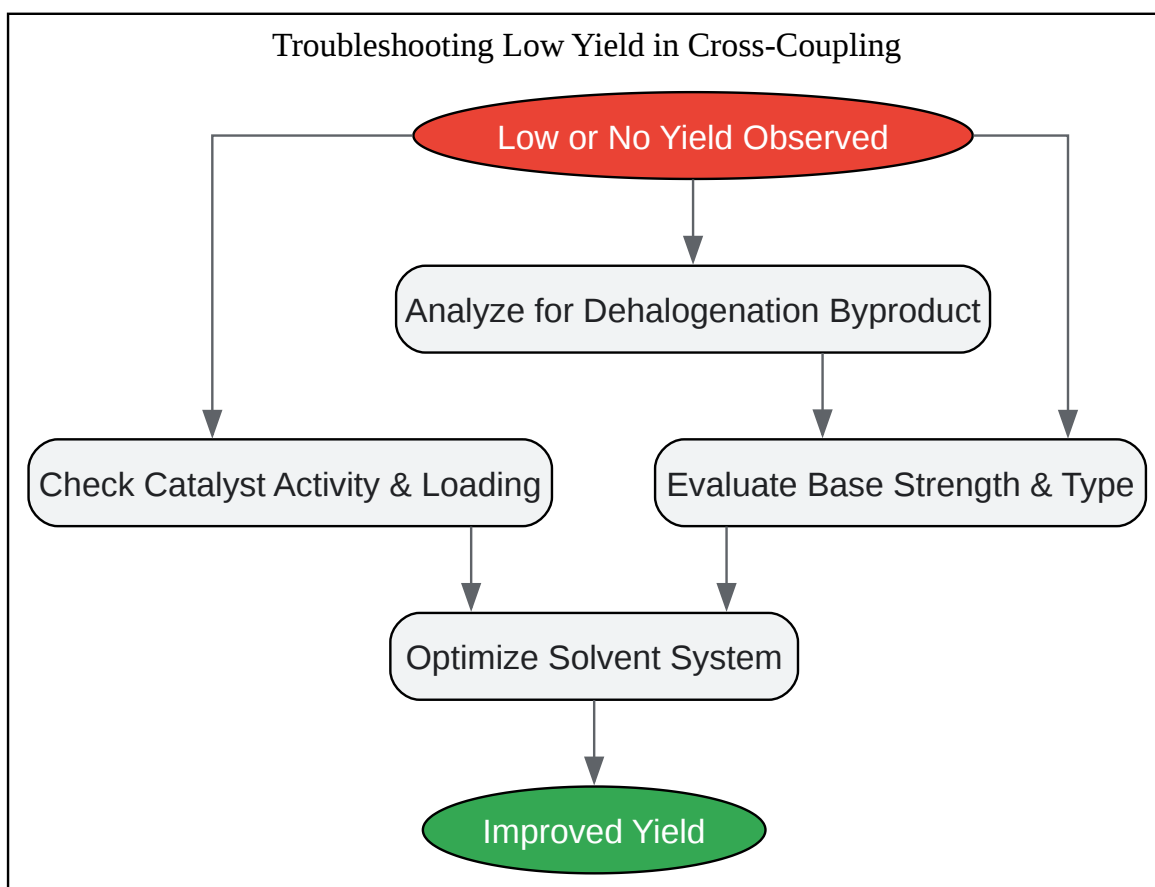 Troubleshooting Low Yield in Cross-Coupling
Low or No Yield Observed
Analyze for Dehalogenation Byproduct
Check Catalyst Activity & Loading
Evaluate Base Strength & Type
Optimize Solvent System
Improved Yield